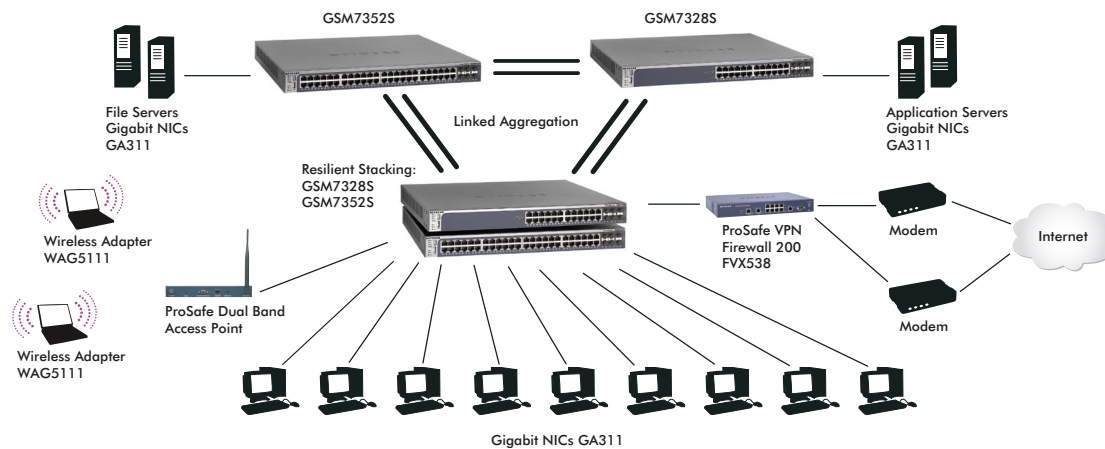 GSM7352S
GSM7328S
File Servers
Gigabit NICs
GA311
Linked Aggregation
Application Servers
Gigabit NICs
GA311
Resilient Stacking:
GSM7328S
GSM7352S
Wireless Adapter
WAG5111
ProSafe VPN
Firewall 200
FVX538
Modem
Internet
ProSafe Dual Band
Access Point
Modem
Wireless Adapter
WAG5111
Gigabit NICs GA311